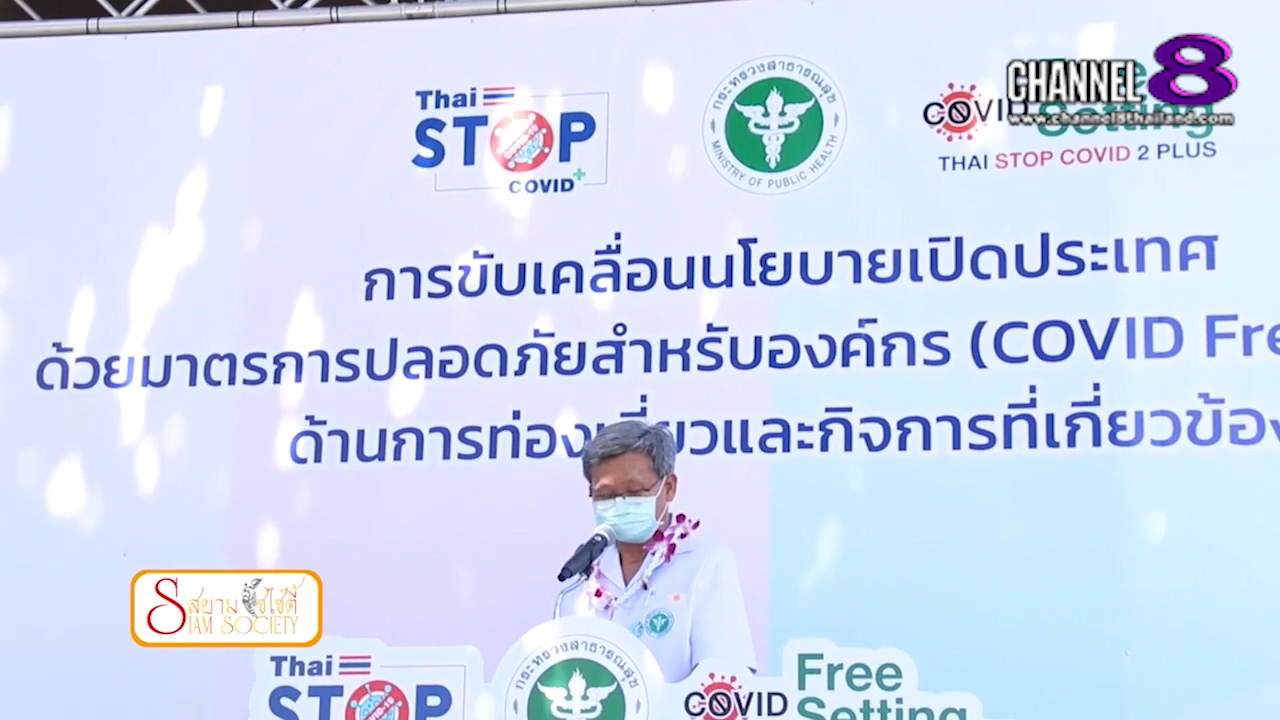 CHANNEL 8
www.channel8thailand.com
Thai STOP COVID+
กระทรวงสาธารณสุข
MINISTRY OF PUBLIC HEALTH
COVID
Setting
THAI STOP COVID 2 PLUS
การขับเคลื่อนนโยบายเปิดประเทศ
ด้วยมาตรการปลอดภัยสำหรับองค์กร (COVID
ด้านการท่องเที่ยวและกิจการที่เกี่ยวข้อง
สยามโซไซตี้
SIAM SOCIETY
Thai STOP
COVID-19
กระทรวงสาธารณสุข
COVID Free Setting